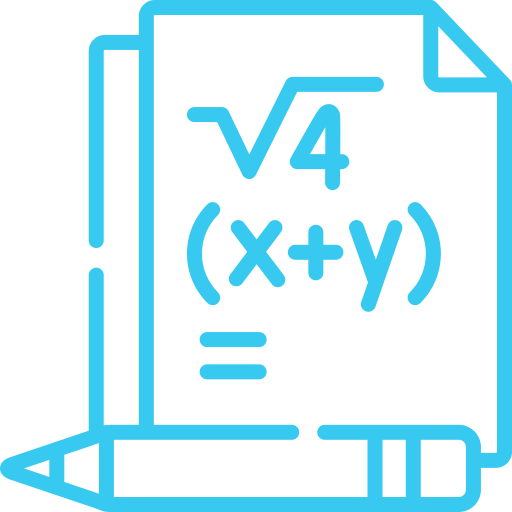 √4
(x+y)
=